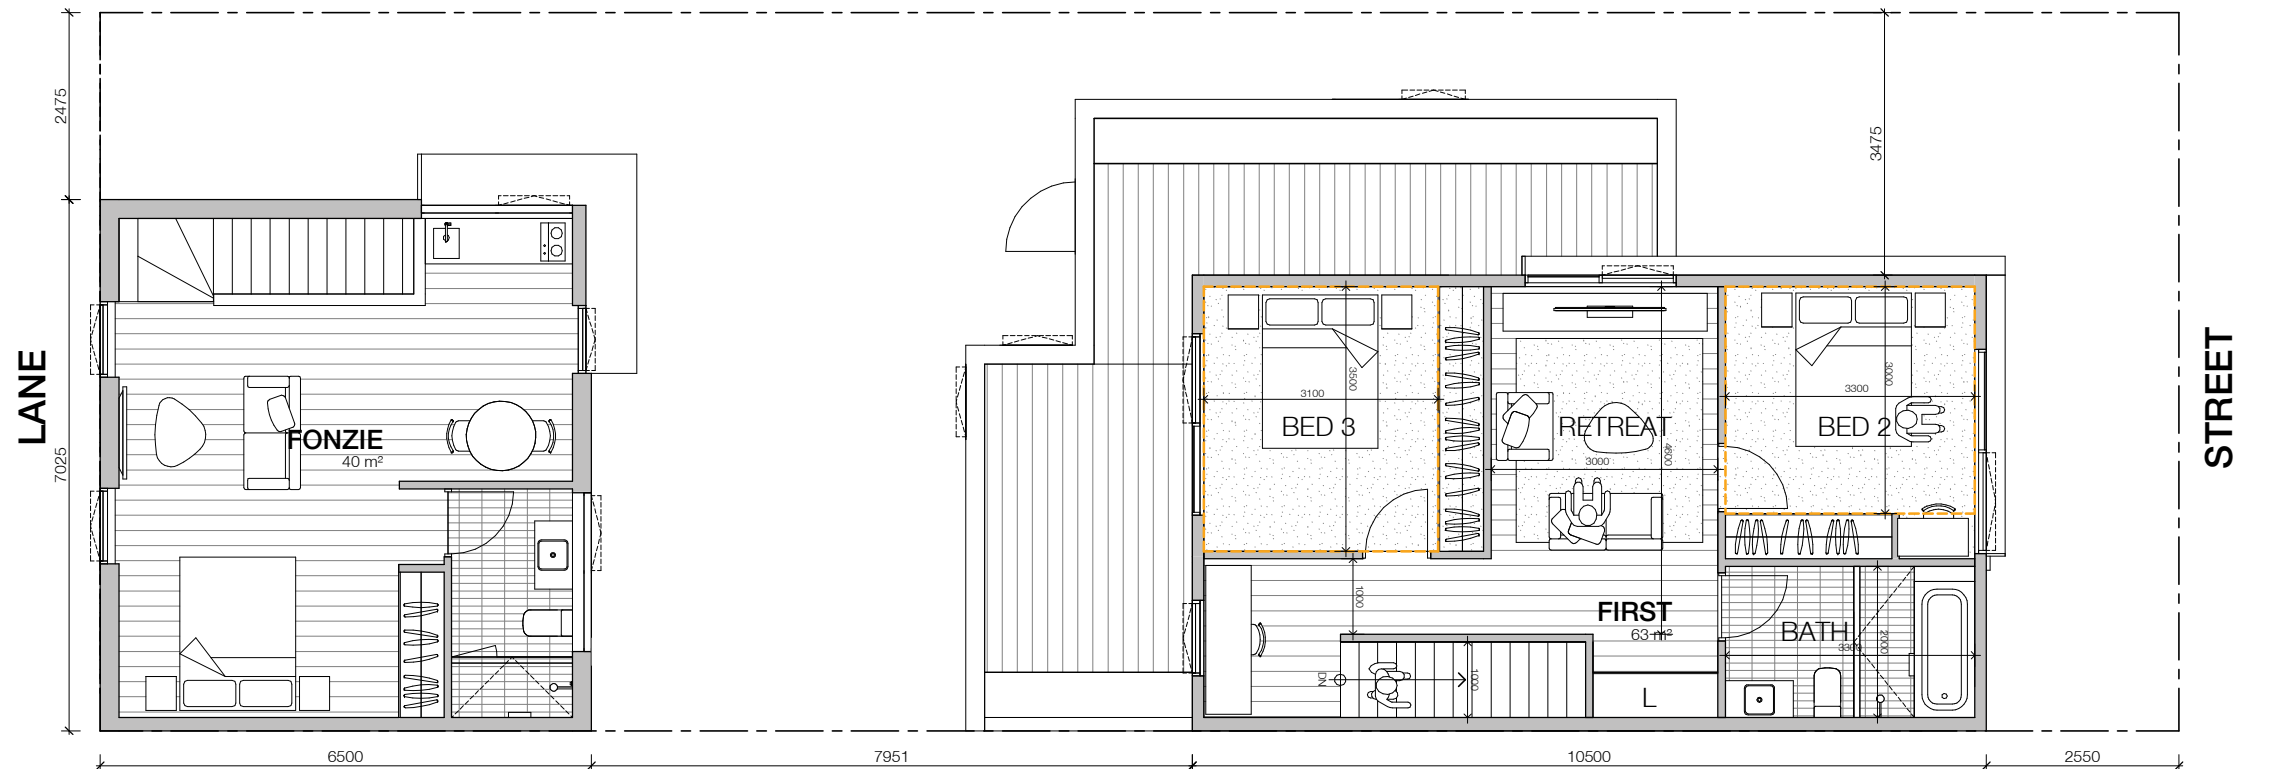 LANE
2475
7025
FONZIE
40 m²
3475
3100
3500
BED 3
RETREAT
3000
4600
3300
3000
BED 2
1000
FIRST
63 m²
DN
1000
L
BATH
3300
2000
STREET
6500
7951
10500
2550